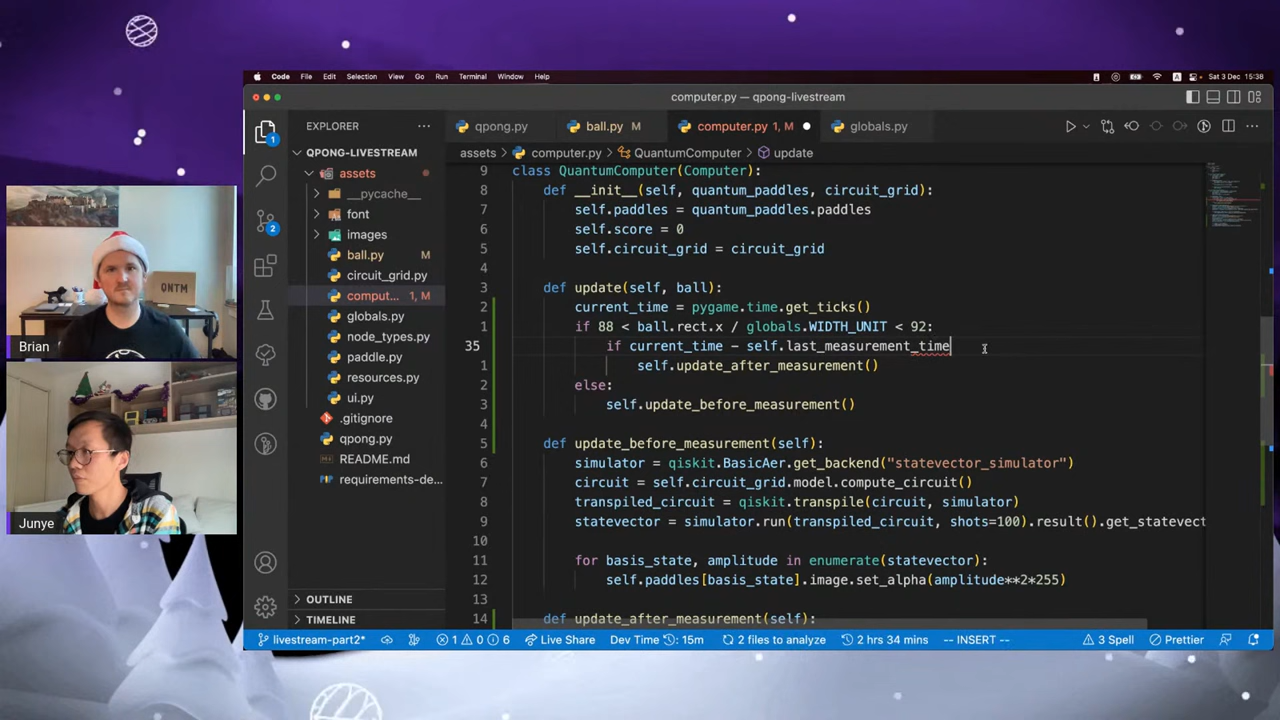 Code File Edit Selection View Go Run Terminal Window Help
Sat 3 Dec 15:38
computer.py — qpong-livestream
EXPLORER
qpong.py
ball.py M
computer.py 1, M
globals.py
QPONG-LIVESTREAM
assets > computer.py > QuantumComputer > update
assets
__pycache__
font
images
ball.py M
circuit_grid.py
comput... 1, M
globals.py
node_types.py
paddle.py
resources.py
ui.py
.gitignore
qpong.py
README.md
requirements-de...
OUTLINE
TIMELINE
1
2
9 class QuantumComputer(Computer):
8 def __init__(self, quantum_paddles, circuit_grid):
7 self.paddles = quantum_paddles.paddles
6 self.score = 0
5 self.circuit_grid = circuit_grid
4
3 def update(self, ball):
2 current_time = pygame.time.get_ticks()
1 if 88 < ball.rect.x / globals.WIDTH_UNIT < 92:
35 if current_time - self.last_measurement_time
1 self.update_after_measurement()
2 else:
3 self.update_before_measurement()
4
5 def update_before_measurement(self):
6 simulator = qiskit.BasicAer.get_backend("statevector_simulator")
7 circuit = self.circuit_grid.model.compute_circuit()
8 transpiled_circuit = qiskit.transpile(circuit, simulator)
9 statevector = simulator.run(transpiled_circuit, shots=100).result().get_statevect
10
11 for basis_state, amplitude in enumerate(statevector):
12 self.paddles[basis_state].image.set_alpha(amplitude**2*255)
13
14 def update_after_measurement(self):
livestream-part2* 1 0 6 Live Share Dev Time: 15m 2 files to analyze 2 hrs 34 mins -- INSERT -- 3 Spell Prettier
ONTM
Brian
Junye